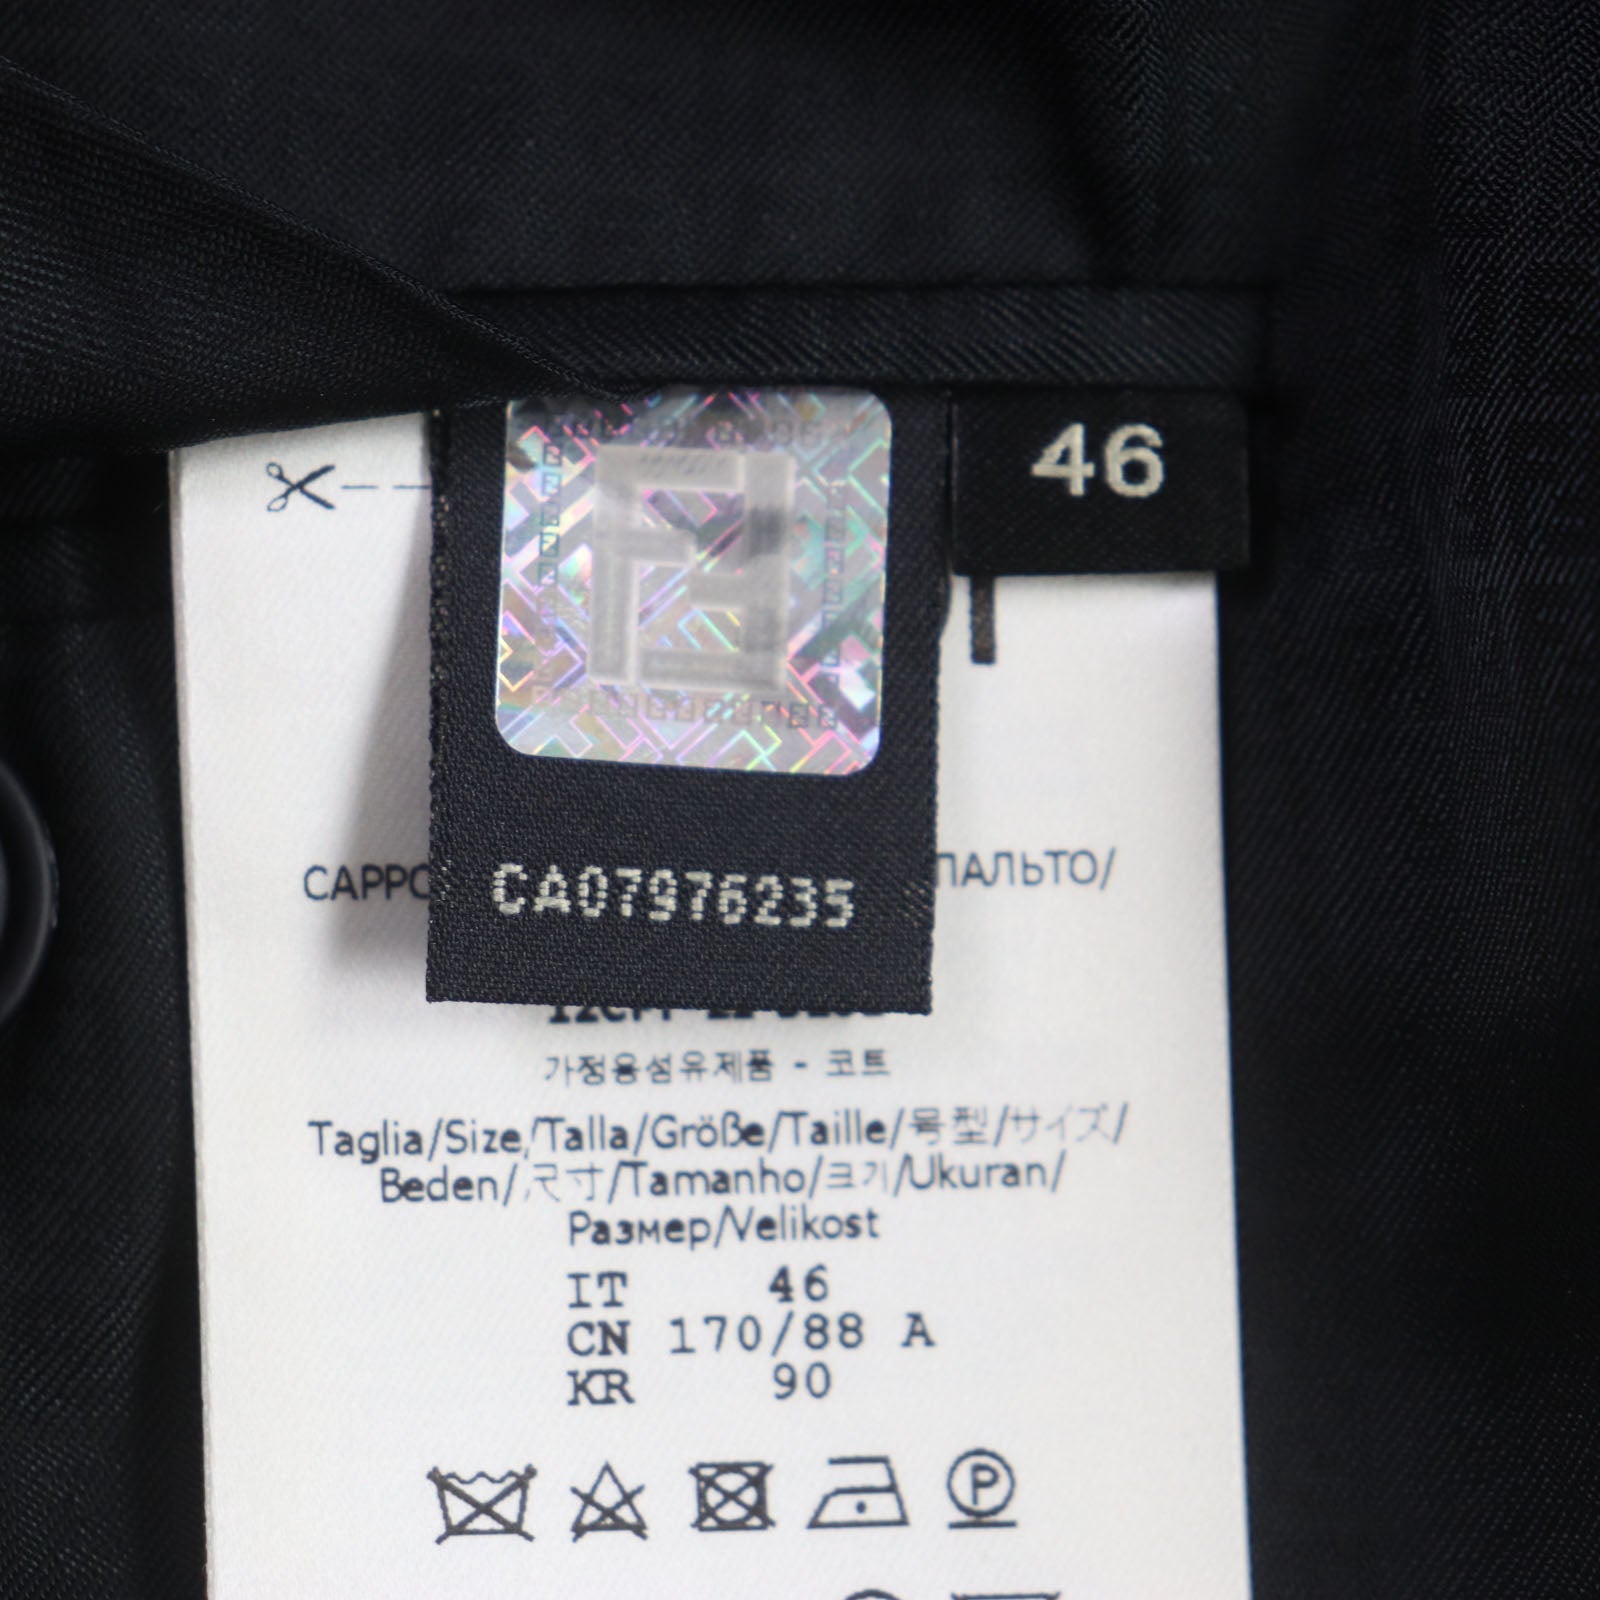 46
CA07976235
ПАЛЬТО/
가정용섬유제품 - 코트
Taglia/Size/Talla/Größe/Taille/号型/サイズ/
Beden/尺寸/Tamanho/크기/Ukuran/
Размер/Velikost
IT 46
CN 170/88 A
KR 90
P